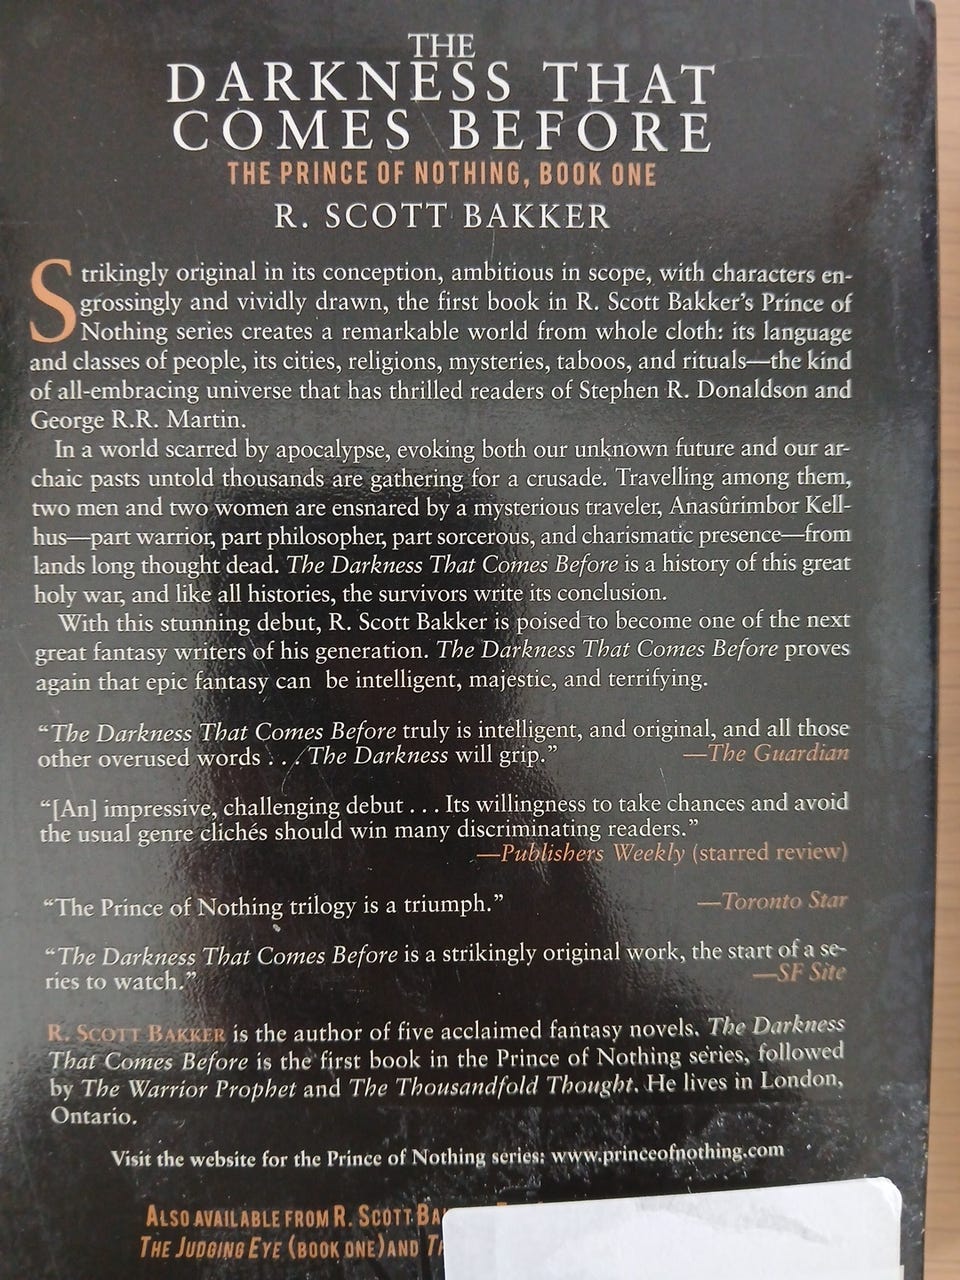 THE
DARKNESS THAT
COMES BEFORE
THE PRINCE OF NOTHING, BOOK ONE
R. SCOTT BAKKER
Strikingly original in its conception, ambitious in scope, with characters en-
grossingly and vividly drawn, the first book in R. Scott Bakker's Prince of
Nothing series creates a remarkable world from whole cloth: its language
and classes of people, its cities, religions, mysteries, taboos, and rituals—the kind
of all-embracing universe that has thrilled readers of Stephen R. Donaldson and
George R.R. Martin.
In a world scarred by apocalypse, evoking both our unknown future and our ar-
chaic pasts untold thousands are gathering for a crusade. Travelling among them,
two men and two women are ensnared by a mysterious traveler, Anasûrimbor Kell-
hus—part warrior, part philosopher, part sorcerous, and charismatic presence—from
lands long thought dead. The Darkness That Comes Before is a history of this great
holy war, and like all histories, the survivors write its conclusion.
With this stunning debut, R. Scott Bakker is poised to become one of the next
great fantasy writers of his generation. The Darkness That Comes Before proves
again that epic fantasy can be intelligent, majestic, and terrifying.
“The Darkness That Comes Before truly is intelligent, and original, and all those
other overused words . . . The Darkness will grip.” —The Guardian
“[An] impressive, challenging debut . . . Its willingness to take chances and avoid
the usual genre clichés should win many discriminating readers.”
—Publishers Weekly (starred review)
“The Prince of Nothing trilogy is a triumph.” —Toronto Star
“The Darkness That Comes Before is a strikingly original work, the start of a se-
ries to watch.” —SF Site
R. SCOTT BAKKER is the author of five acclaimed fantasy novels. The Darkness
That Comes Before is the first book in the Prince of Nothing series, followed
by The Warrior Prophet and The Thousandfold Thought. He lives in London,
Ontario.
Visit the website for the Prince of Nothing series: www.princeofnothing.com
ALSO AVAILABLE FROM R. SCOTT
THE JUDGING EYE (BOOK ONE) AND